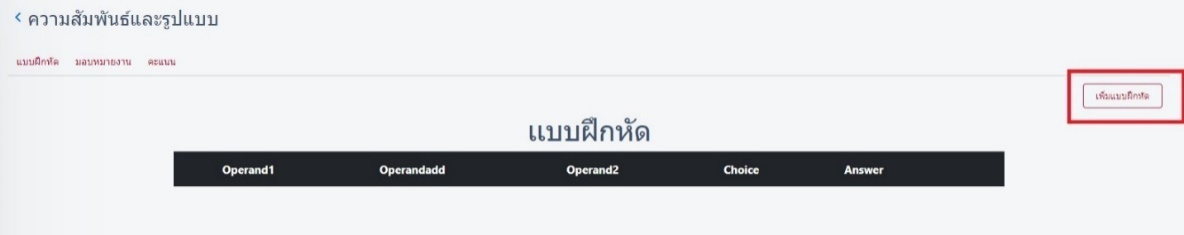 ความสัมพันธ์และรูปแบบ
แบบฝึกหัด มอบหมายงาน คะแนน
เพิ่มแบบฝึกหัด
แบบฝึกหัด
Operand1 Operandadd Operand2 Choice Answer